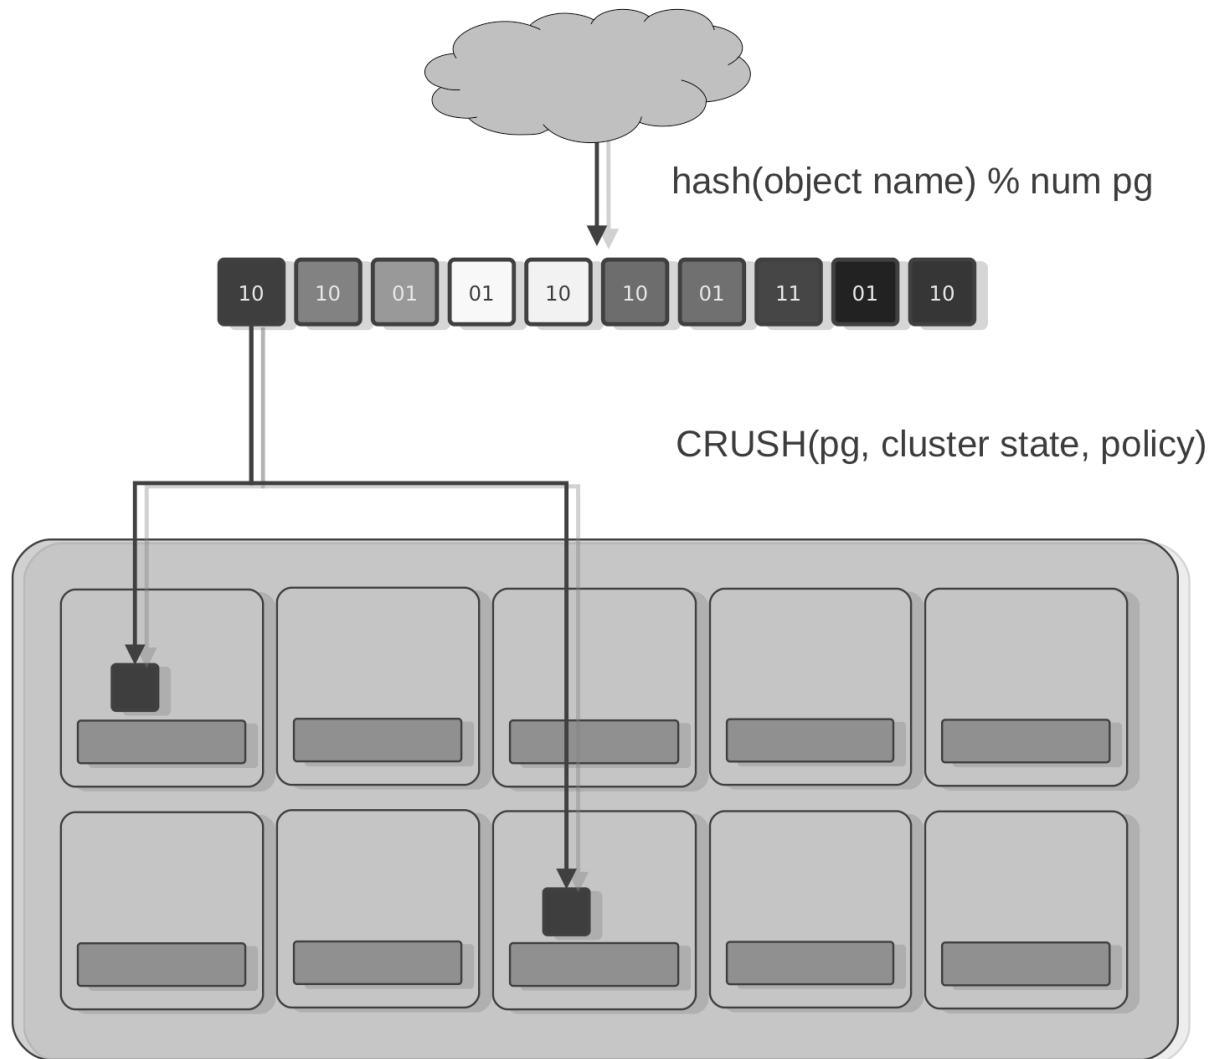 hash(object name) % num pg
10 10 01 01 10 10 01 11 01 10
CRUSH(pg, cluster state, policy)